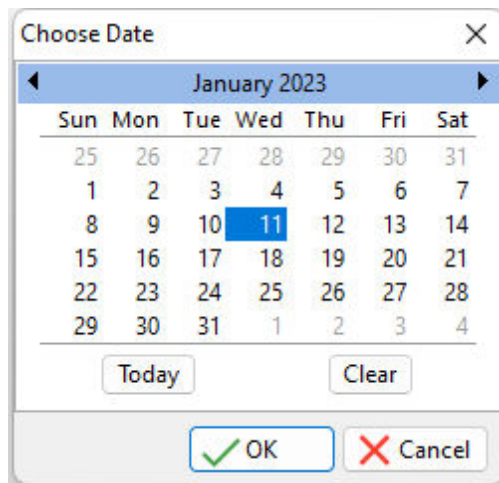 Choose Date
January 2023
Sun Mon Tue Wed Thu Fri Sat
25 26 27 28 29 30 31
1 2 3 4 5 6 7
8 9 10 11 12 13 14
15 16 17 18 19 20 21
22 23 24 25 26 27 28
29 30 31 1 2 3 4
Today Clear
OK Cancel